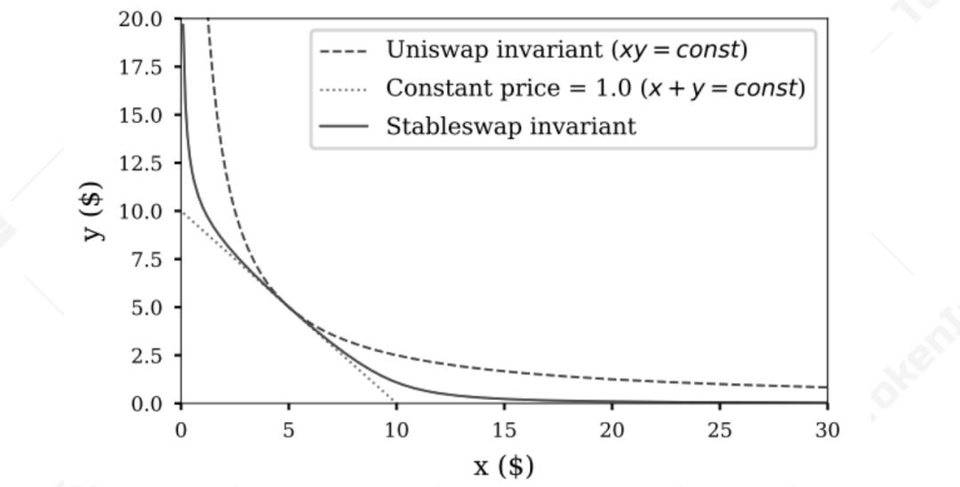 20.0
17.5
15.0
12.5
10.0
7.5
5.0
2.5
0.0
y ($)
Uniswap invariant (xy = const)
Constant price = 1.0 (x + y = const)
Stableswap invariant
0 5 10 15 20 25 30
x ($)